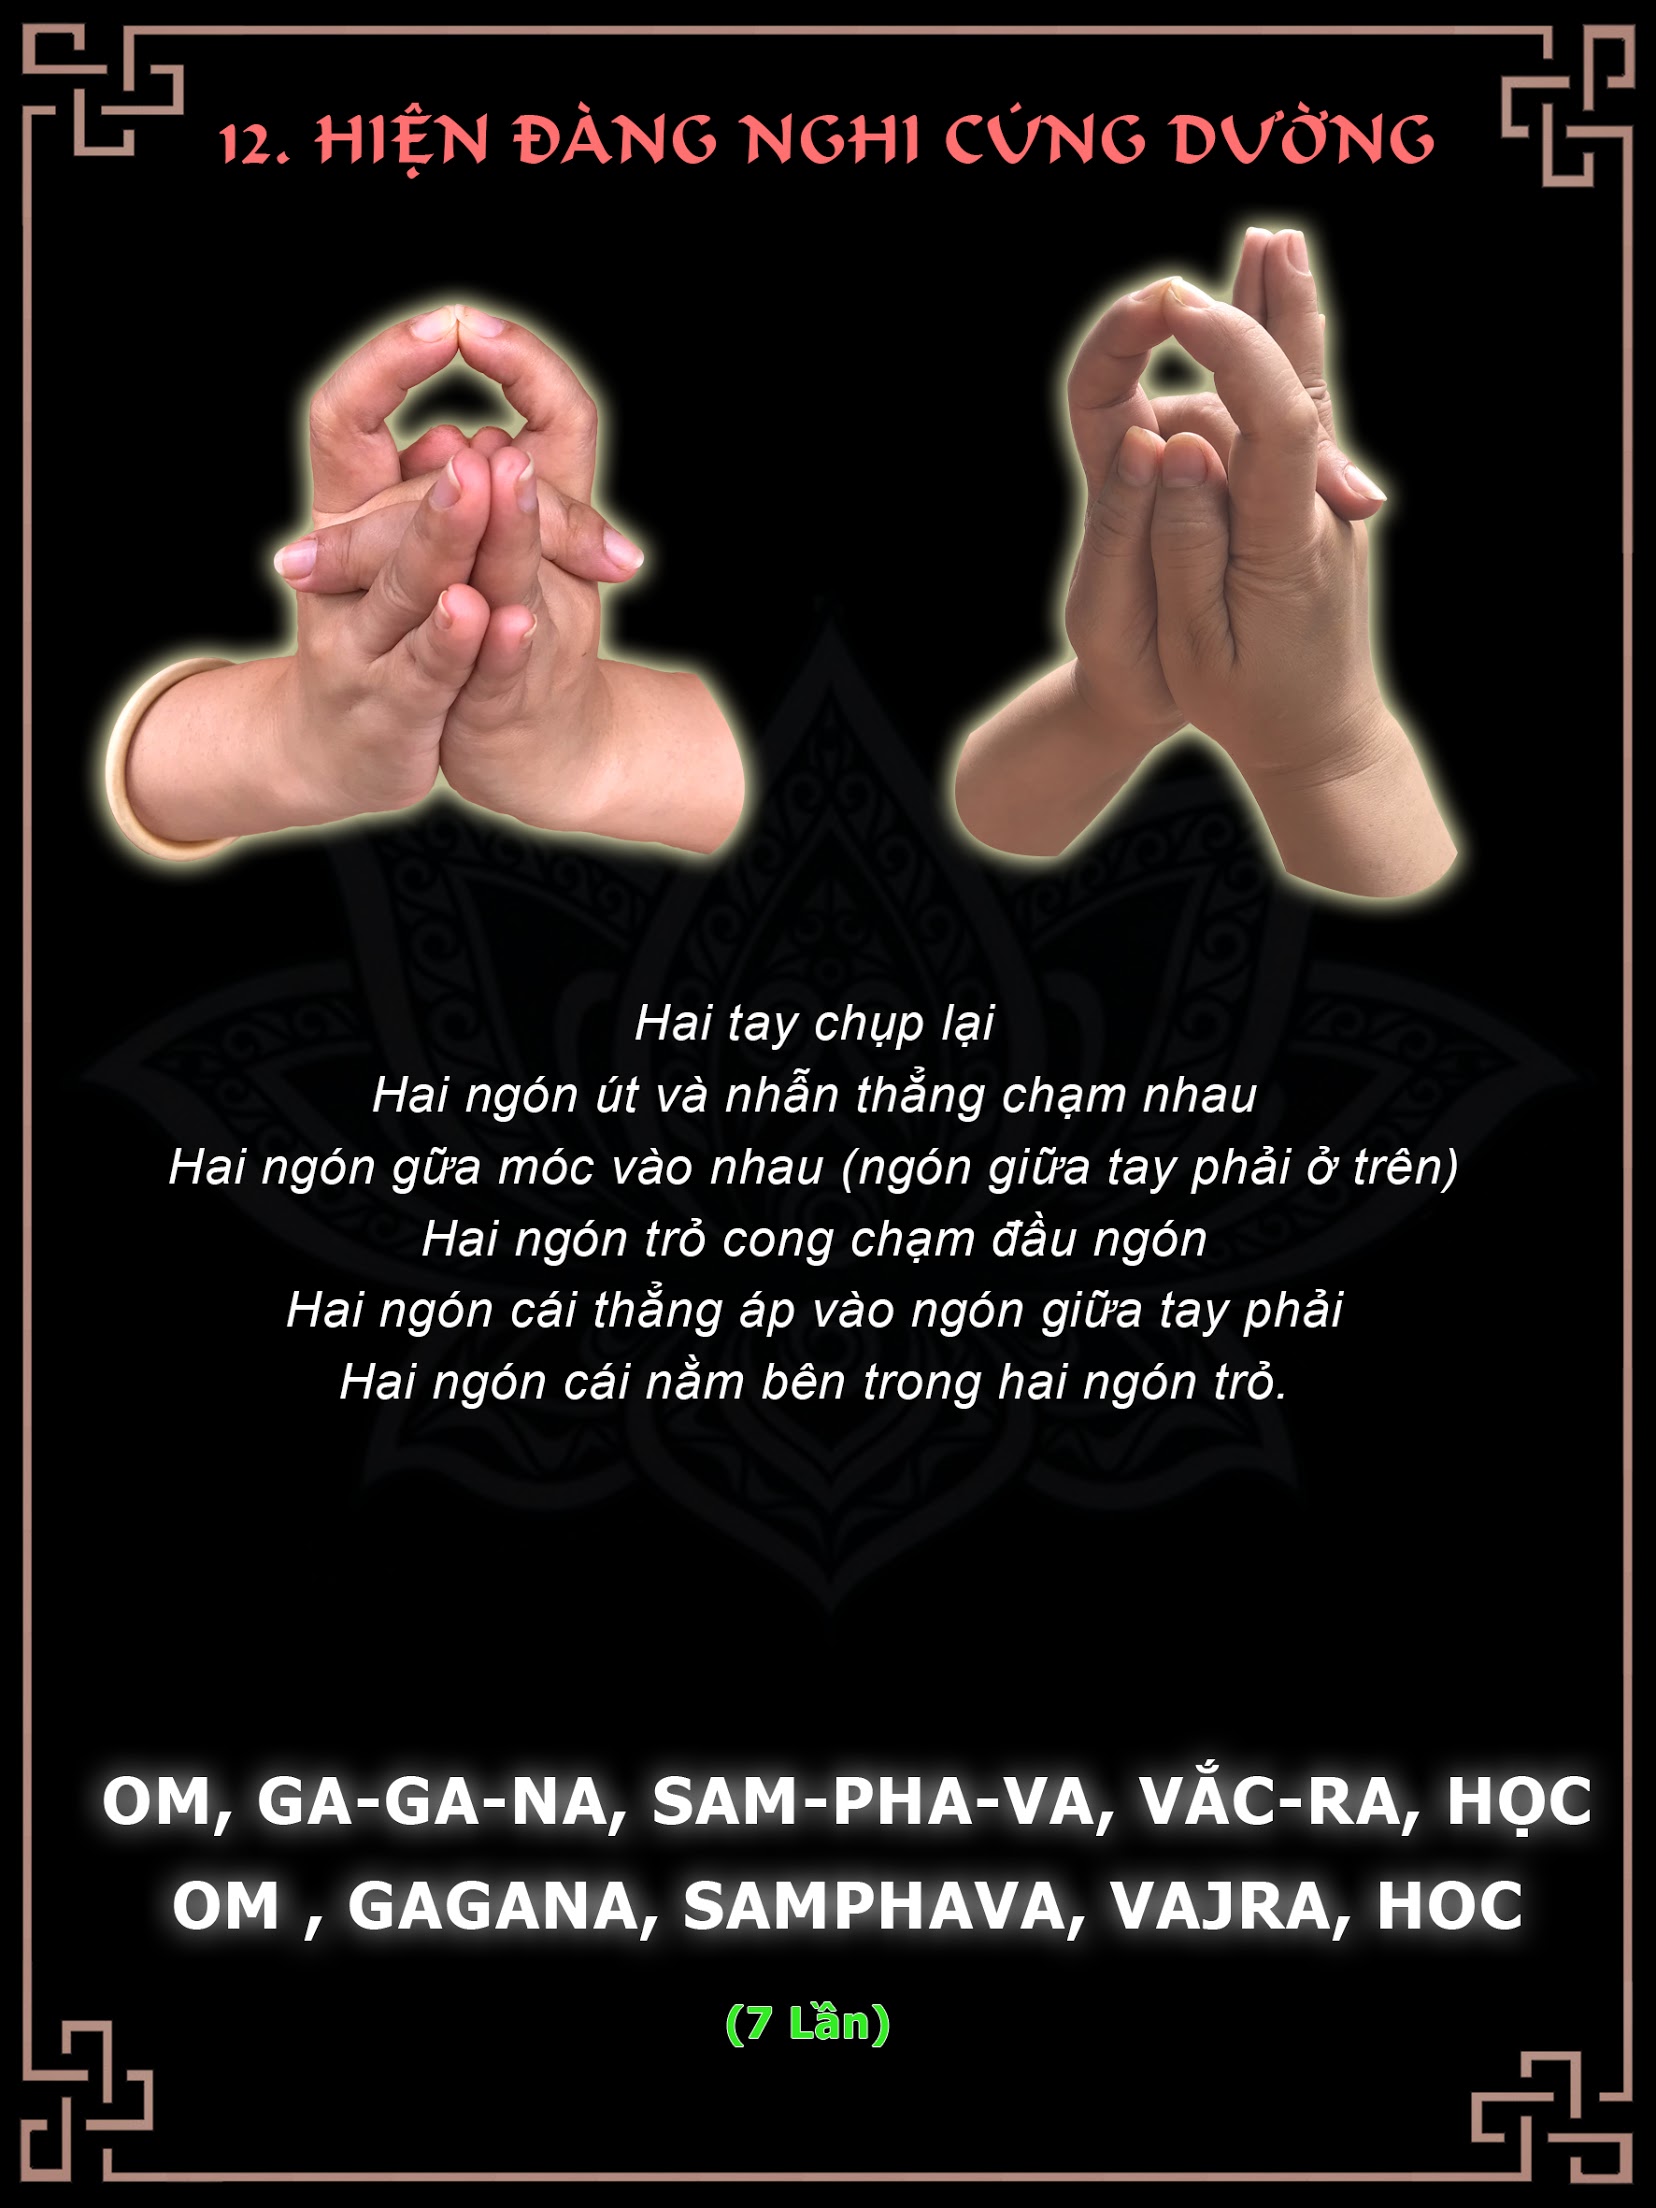 12. HIỆN ĐÀNG NGHI CÚNG DƯỜNG
Hai tay chụp lại
Hai ngón út và nhẫn thẳng chạm nhau
Hai ngón gữa móc vào nhau (ngón giữa tay phải ở trên)
Hai ngón trỏ cong chạm đầu ngón
Hai ngón cái thẳng áp vào ngón giữa tay phải
Hai ngón cái nằm bên trong hai ngón trỏ.
OM, GA-GA-NA, SAM-PHA-VA, VẮC-RA, HỌC
OM , GAGANA, SAMPHAVA, VAJRA, HOC
(7 Lần)